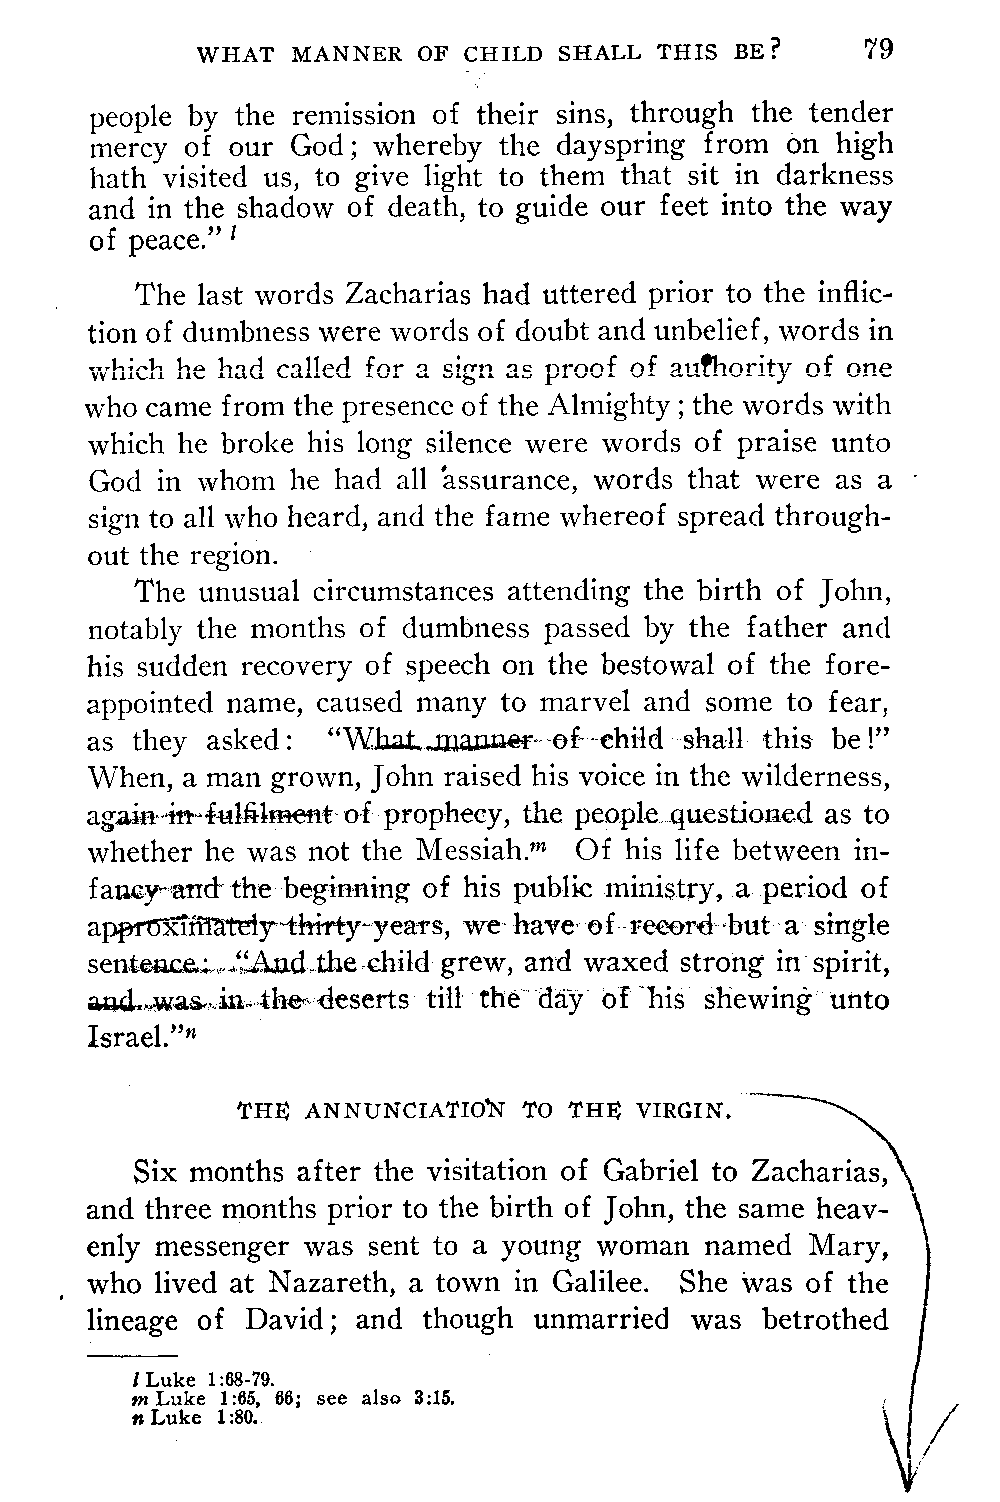 WHAT MANNER OF CHILD SHALL THIS BE? 79
people by the remission of their sins, through the tender
mercy of our God; whereby the dayspring from on high
hath visited us, to give light to them that sit in darkness
and in the shadow of death, to guide our feet into the way
of peace.” l
The last words Zacharias had uttered prior to the inflic-
tion of dumbness were words of doubt and unbelief, words in
which he had called for a sign as proof of authority of one
who came from the presence of the Almighty; the words with
which he broke his long silence were words of praise unto
God in whom he had all assurance, words that were as a
sign to all who heard, and the fame whereof spread through-
out the region.
The unusual circumstances attending the birth of John,
notably the months of dumbness passed by the father and
his sudden recovery of speech on the bestowal of the fore-
appointed name, caused many to marvel and some to fear,
as they asked: “What manner of child shall this be!”
When, a man grown, John raised his voice in the wilderness,
again in fulfilment of prophecy, the people questioned as to
whether he was not the Messiah.m Of his life between in-
fancy and the beginning of his public ministry, a period of
approximately thirty years, we have of record but a single
sentence: “And the child grew, and waxed strong in spirit,
and was in the deserts till the day of his shewing unto
Israel.”n
THE ANNUNCIATION TO THE VIRGIN.
Six months after the visitation of Gabriel to Zacharias,
and three months prior to the birth of John, the same heav-
enly messenger was sent to a young woman named Mary,
who lived at Nazareth, a town in Galilee. She was of the
lineage of David; and though unmarried was betrothed
l Luke 1:68-79.
m Luke 1:65, 66; see also 3:15.
n Luke 1:80.